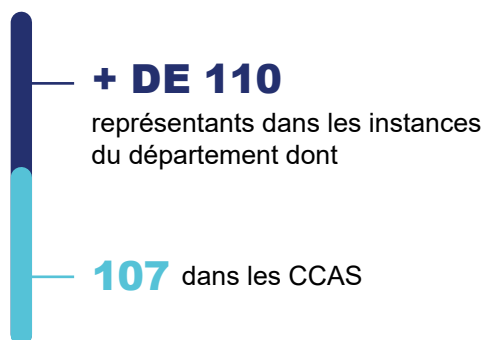 + DE 110
représentants dans les instances
du département dont
107 dans les CCAS